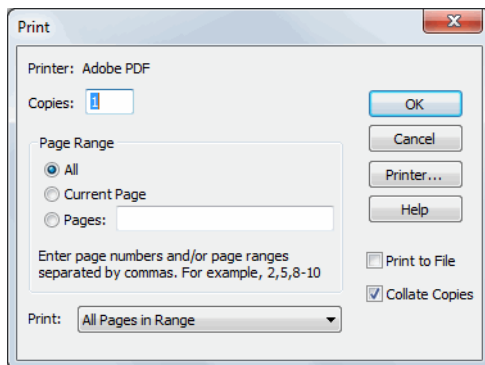 Print
Printer: Adobe PDF
Copies: 1
OK
Cancel
Printer...
Help
Page Range
All
Current Page
Pages:
Enter page numbers and/or page ranges
separated by commas. For example, 2,5,8-10
Print to File
Collate Copies
Print: All Pages in Range